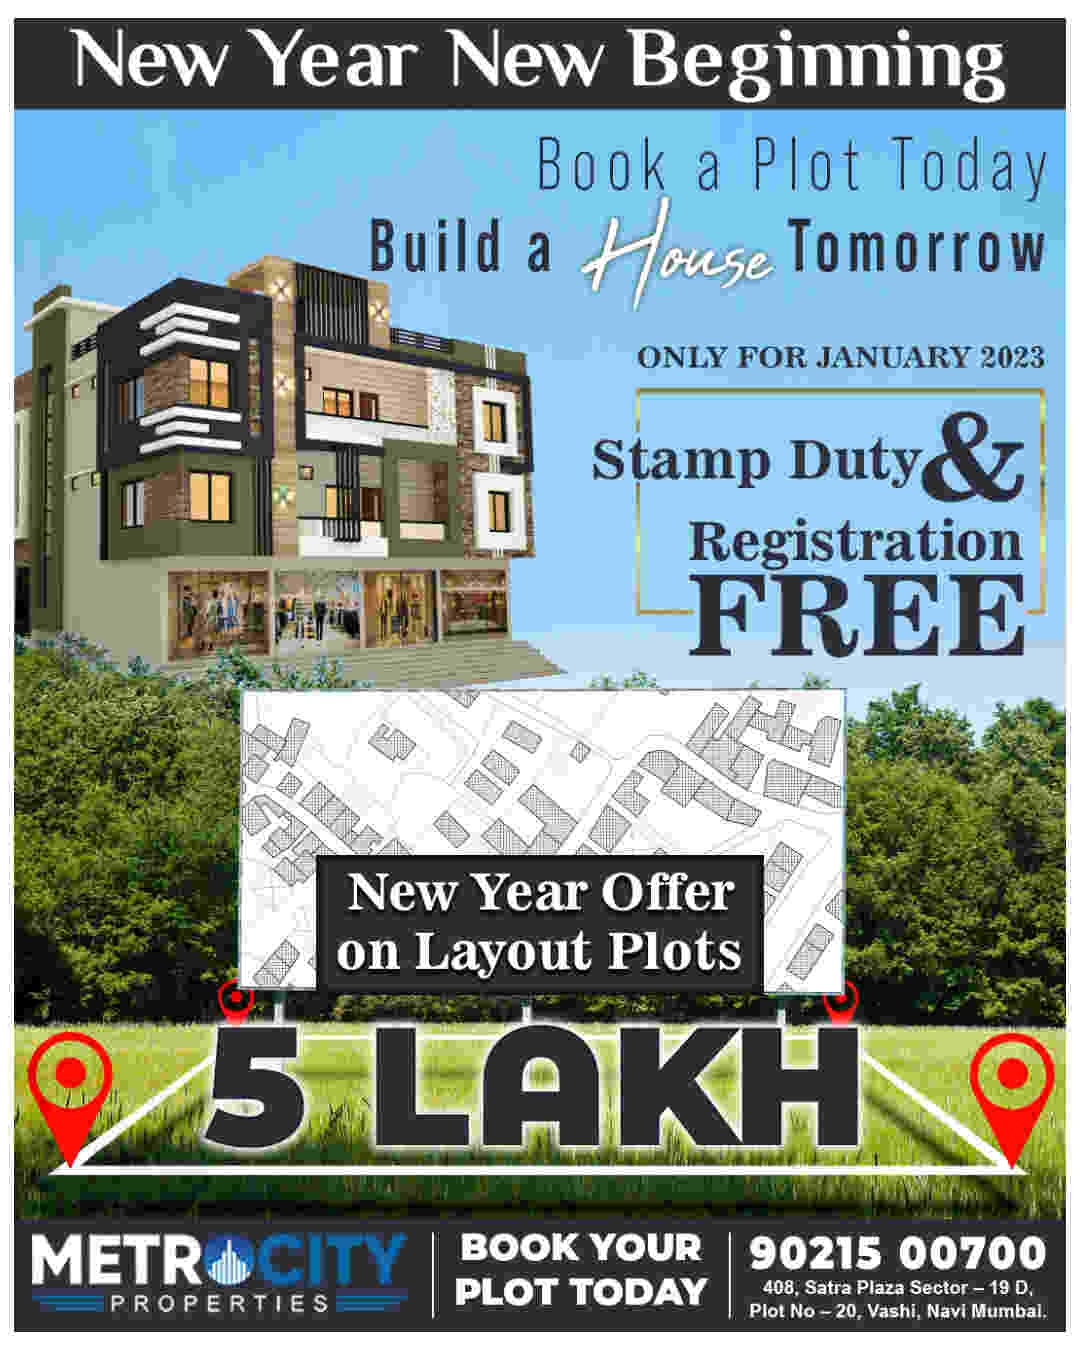 New Year New Beginning
Book a Plot Today
Build a House Tomorrow
ONLY FOR JANUARY 2023
Stamp Duty &
Registration
FREE
New Year Offer
on Layout Plots
5 LAKH
METROCITY
PROPERTIES
BOOK YOUR
PLOT TODAY
90215 00700
408, Satra Plaza Sector – 19 D,
Plot No – 20, Vashi, Navi Mumbai.